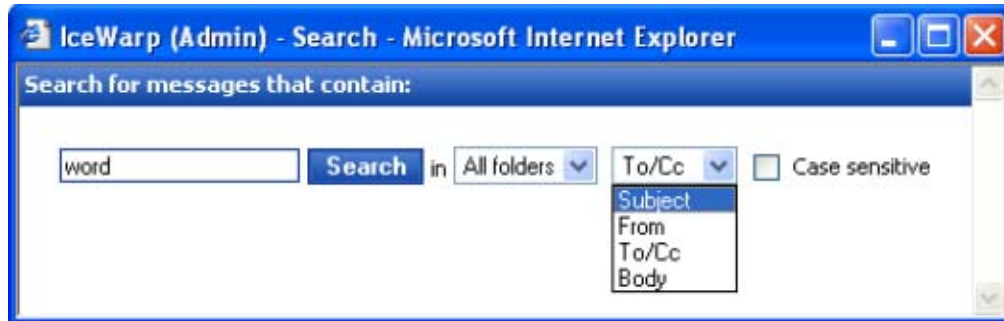 IceWarp (Admin) - Search - Microsoft Internet Explorer
Search for messages that contain:
word Search in All folders To/Cc Case sensitive
Subject
From
To/Cc
Body